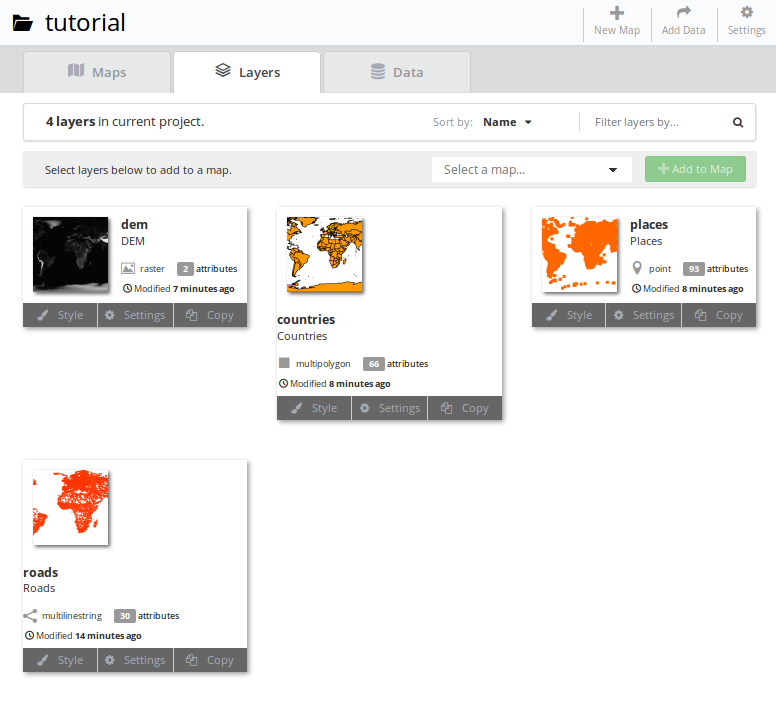 tutorial
New Map
Add Data
Settings
Maps
Layers
Data
4 layers in current project.
Sort by: Name
Filter layers by...
Select layers below to add to a map.
Select a map...
Add to Map
dem
DEM
raster 2 attributes
Modified 7 minutes ago
Style Settings Copy
countries
Countries
multipolygon 66 attributes
Modified 8 minutes ago
Style Settings Copy
places
Places
point 93 attributes
Modified 8 minutes ago
Style Settings Copy
roads
Roads
multilinestring 30 attributes
Modified 14 minutes ago
Style Settings Copy